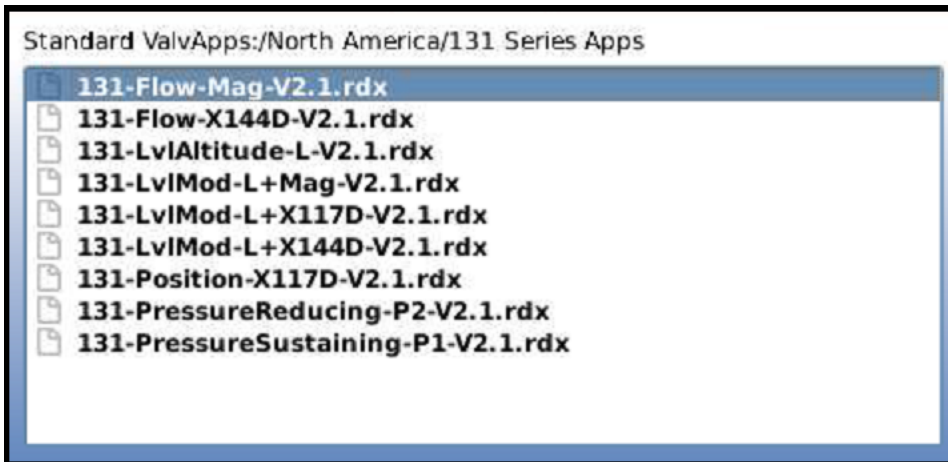 Standard ValvApps:/North America/131 Series Apps
131-Flow-Mag-V2.1.rdx
131-Flow-X144D-V2.1.rdx
131-LvlAltitude-L-V2.1.rdx
131-LvlMod-L+Mag-V2.1.rdx
131-LvlMod-L+X117D-V2.1.rdx
131-LvlMod-L+X144D-V2.1.rdx
131-Position-X117D-V2.1.rdx
131-PressureReducing-P2-V2.1.rdx
131-PressureSustaining-P1-V2.1.rdx